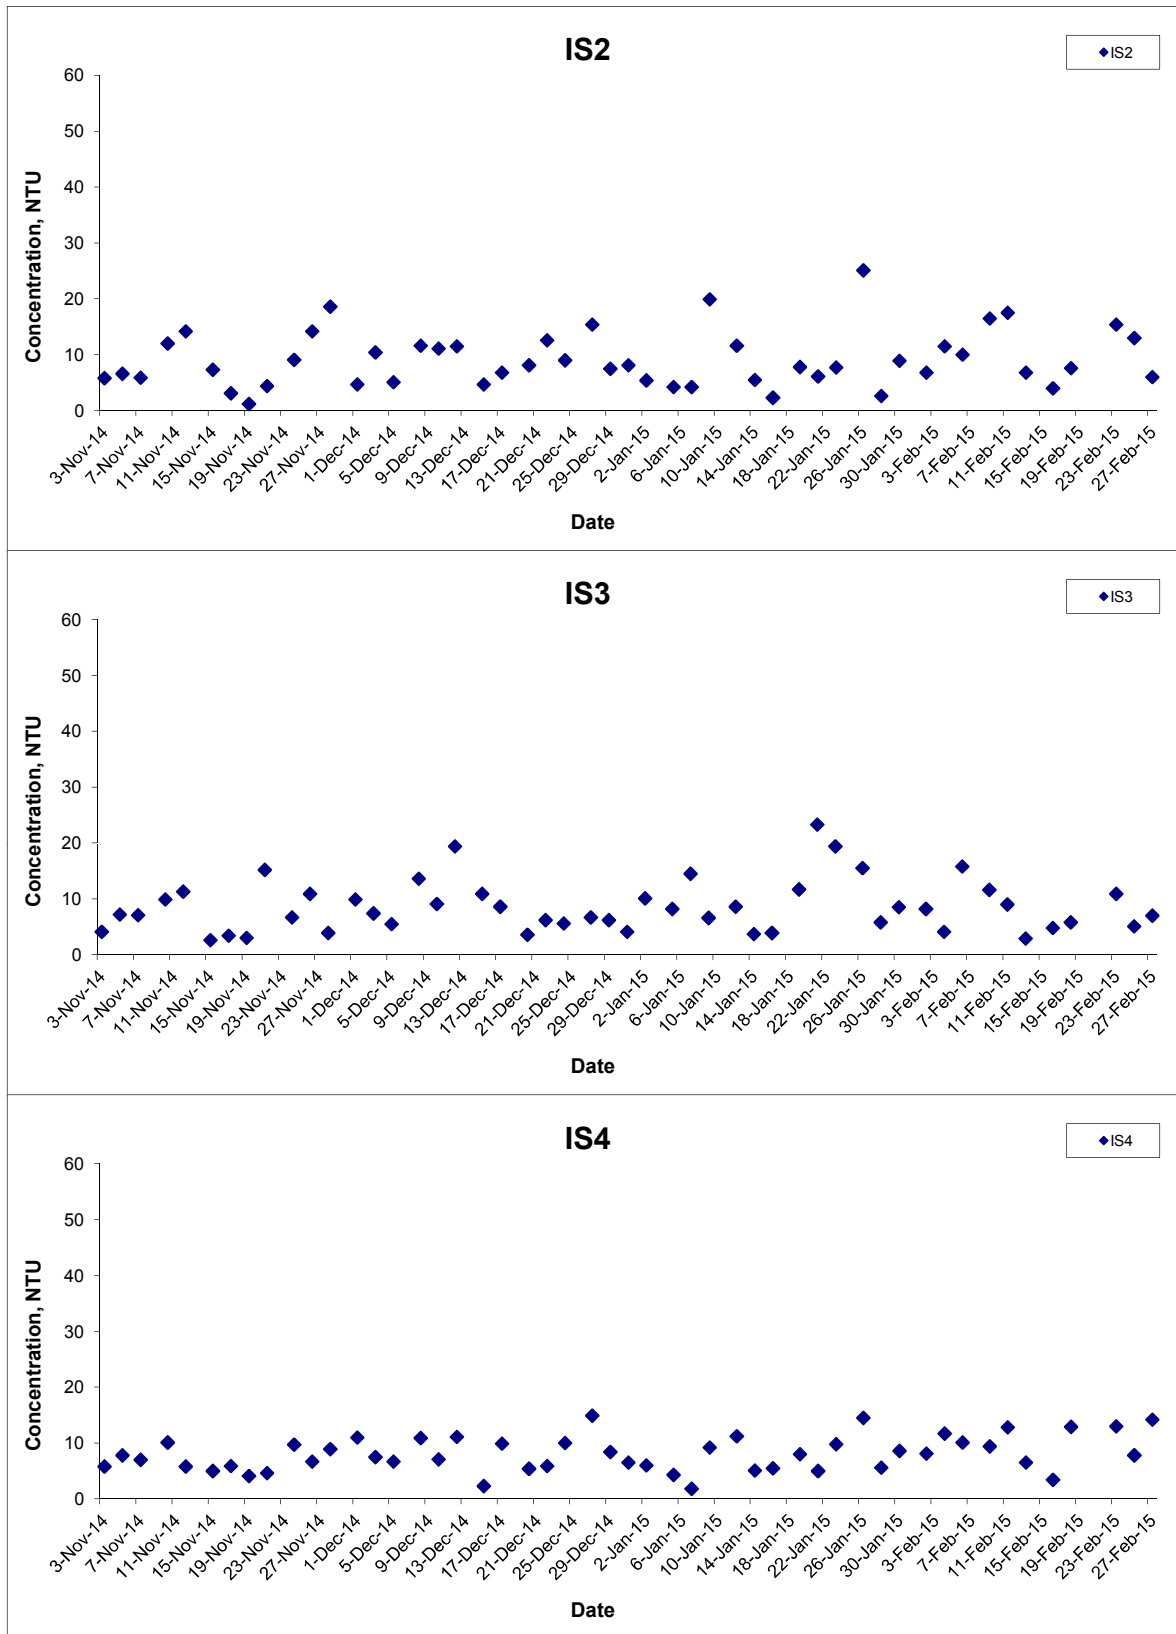 IS2
IS2
Concentration, NTU
60
50
40
30
20
10
0
3-Nov-14
7-Nov-14
11-Nov-14
15-Nov-14
19-Nov-14
23-Nov-14
27-Nov-14
1-Dec-14
5-Dec-14
9-Dec-14
13-Dec-14
17-Dec-14
21-Dec-14
25-Dec-14
29-Dec-14
2-Jan-15
6-Jan-15
10-Jan-15
14-Jan-15
18-Jan-15
22-Jan-15
26-Jan-15
30-Jan-15
3-Feb-15
7-Feb-15
11-Feb-15
15-Feb-15
19-Feb-15
23-Feb-15
27-Feb-15
Date
IS3
IS3
Concentration, NTU
60
50
40
30
20
10
0
3-Nov-14
7-Nov-14
11-Nov-14
15-Nov-14
19-Nov-14
23-Nov-14
27-Nov-14
1-Dec-14
5-Dec-14
9-Dec-14
13-Dec-14
17-Dec-14
21-Dec-14
25-Dec-14
29-Dec-14
2-Jan-15
6-Jan-15
10-Jan-15
14-Jan-15
18-Jan-15
22-Jan-15
26-Jan-15
30-Jan-15
3-Feb-15
7-Feb-15
11-Feb-15
15-Feb-15
19-Feb-15
23-Feb-15
27-Feb-15
Date
IS4
IS4
Concentration, NTU
60
50
40
30
20
10
0
3-Nov-14
7-Nov-14
11-Nov-14
15-Nov-14
19-Nov-14
23-Nov-14
27-Nov-14
1-Dec-14
5-Dec-14
9-Dec-14
13-Dec-14
17-Dec-14
21-Dec-14
25-Dec-14
29-Dec-14
2-Jan-15
6-Jan-15
10-Jan-15
14-Jan-15
18-Jan-15
22-Jan-15
26-Jan-15
30-Jan-15
3-Feb-15
7-Feb-15
11-Feb-15
15-Feb-15
19-Feb-15
23-Feb-15
27-Feb-15
Date